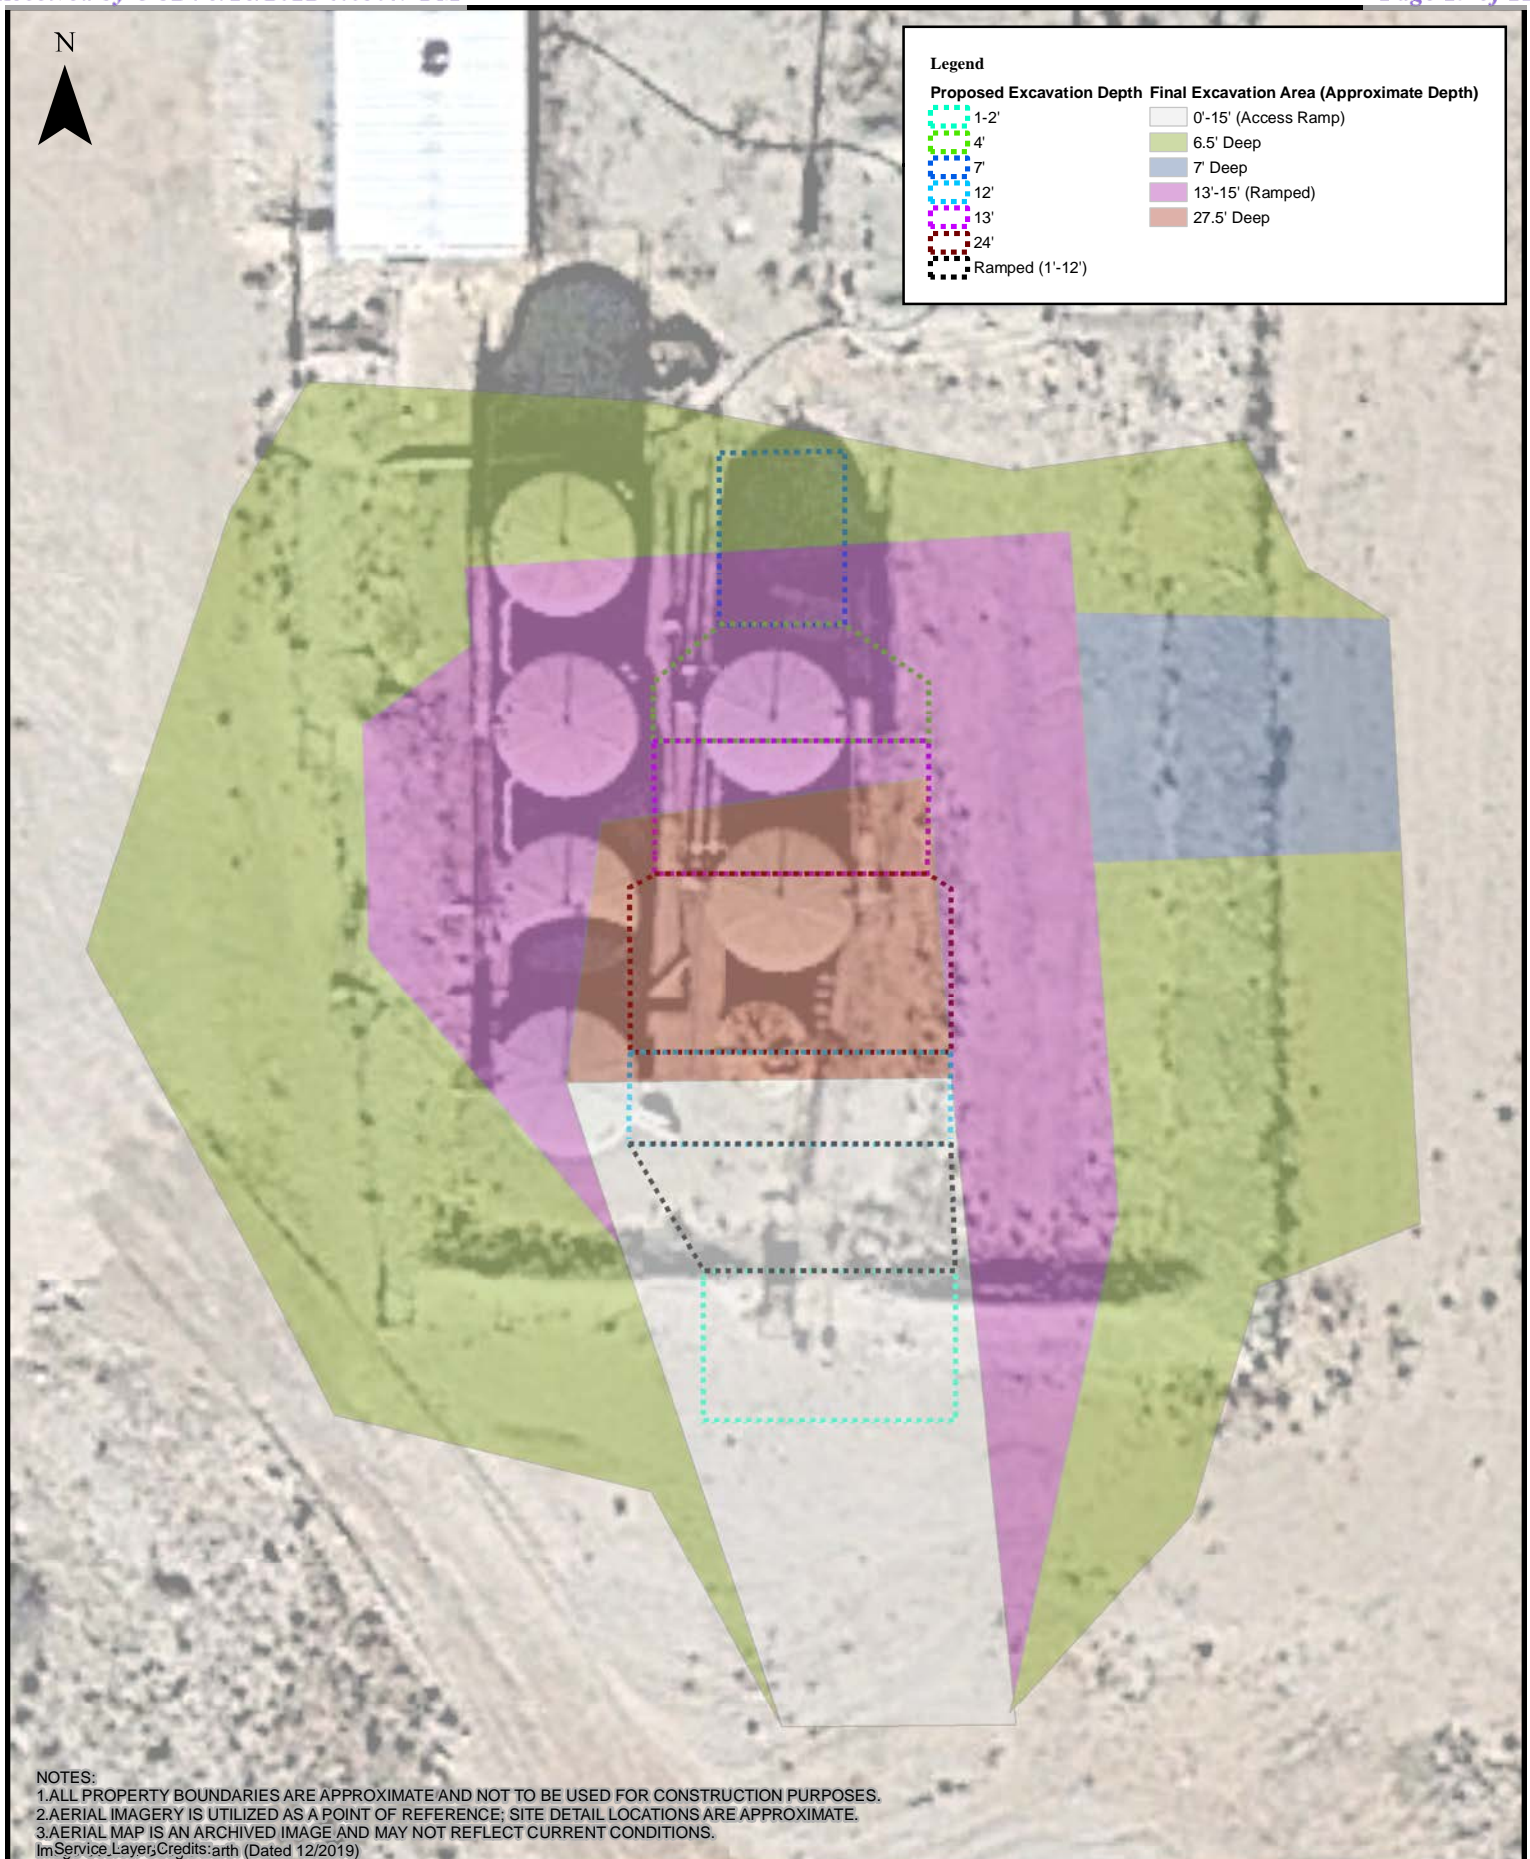 N
Legend
Proposed Excavation Depth
1-2'
4'
7'
12'
13'
24'
Ramped (1'-12')
Final Excavation Area (Approximate Depth)
0'-15' (Access Ramp)
6.5' Deep
7' Deep
13'-15' (Ramped)
27.5' Deep
NOTES:
1.ALL PROPERTY BOUNDARIES ARE APPROXIMATE AND NOT TO BE USED FOR CONSTRUCTION PURPOSES.
2.AERIAL IMAGERY IS UTILIZED AS A POINT OF REFERENCE; SITE DETAIL LOCATIONS ARE APPROXIMATE.
3.AERIAL MAP IS AN ARCHIVED IMAGE AND MAY NOT REFLECT CURRENT CONDITIONS.
Service Layer Credits: arth (Dated 12/2019)